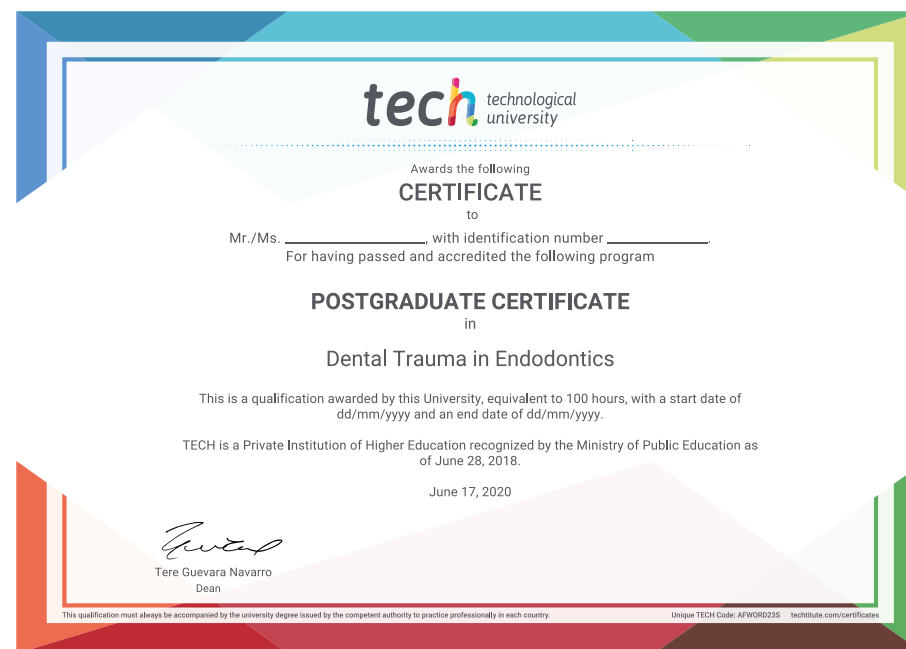 tech technological
university
Awards the following
CERTIFICATE
to
Mr./Ms. ____________________, with identification number ______________.
For having passed and accredited the following program
POSTGRADUATE CERTIFICATE
in
Dental Trauma in Endodontics
This is a qualification awarded by this University, equivalent to 100 hours, with a start date of
dd/mm/yyyy and an end date of dd/mm/yyyy.
TECH is a Private Institution of Higher Education recognized by the Ministry of Public Education as
of June 28, 2018.
June 17, 2020
Tere Guevara Navarro
Dean
This qualification must always be accompanied by the university degree issued by the competent authority to practice professionally in each country. Unique TECH Code: AFWORD23S techtitute.com/certificates